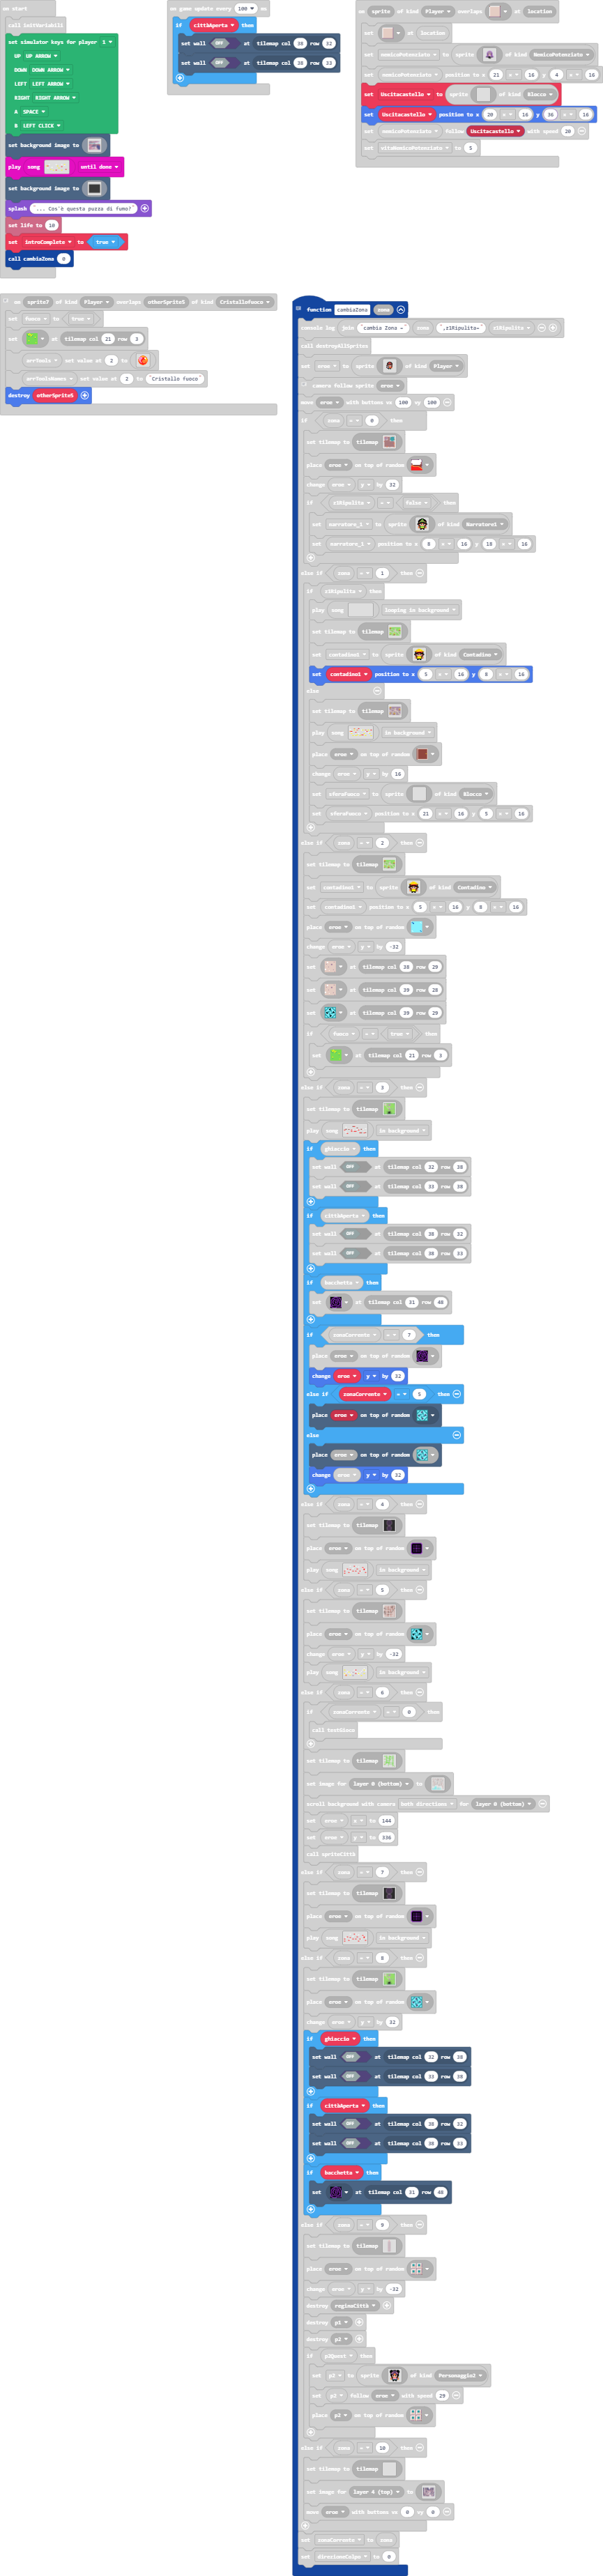 on start
call initVariabili
set simulator keys for player 1
UP UP ARROW
DOWN DOWN ARROW
LEFT LEFT ARROW
RIGHT RIGHT ARROW
A SPACE
B LEFT CLICK
set background image to
play song until done
set background image to
splash "... Cos'è questa puzza di fumo?"
set life to 10
set introCompleto to true
call cambiaZona 0
on game update every 100 ms
if cittàAperta then
set wall OFF at tilemap col 38 row 32
set wall OFF at tilemap col 38 row 33
on sprite of kind Player overlaps at location
set at location
set nemicoPotenziato to sprite of kind NemicoPotenziato
set nemicoPotenziato position to x 21 × 16 y 4 × 16
set Uscitacastello to sprite of kind Blocco
set Uscitacastello position to x 20 × 16 y 36 × 16
set nemicoPotenziato follow Uscitacastello with speed 20
set vitaNemicoPotenziato to 5
on sprite7 of kind Player overlaps otherSprite5 of kind CristalloFuoco
set fuoco to true
set at tilemap col 21 row 3
arrTools set value at 2 to
arrToolsNames set value at 2 to "Cristallo fuoco"
destroy otherSprite5
function cambiaZona zona
console log join "cambia Zona =" zona ",z1Ripulito=" z1Ripulito
call destroyAllSprites
set eroe to sprite of kind Player
camera follow sprite eroe
move eroe with buttons vx 100 vy 100
if zona = 0 then
set tilemap to tilemap
place eroe on top of random
change eroe y by 32
if z1Ripulito = false then
set narratore_1 to sprite of kind Narratore1
set narratore_1 position to x 8 × 16 y 18 × 16
else if zona = 1 then
if z1Ripulito then
play song looping in background
set tilemap to tilemap
set contadino1 to sprite of kind Contadino
set contadino1 position to x 5 × 16 y 8 × 16
else
set tilemap to tilemap
play song in background
place eroe on top of random
change eroe y by 16
set sferaFuoco to sprite of kind Blocco
set sferaFuoco position to x 21 × 16 y 5 × 16
else if zona = 2 then
set tilemap to tilemap
set contadino1 to sprite of kind Contadino
set contadino1 position to x 5 × 16 y 8 × 16
place eroe on top of random
change eroe y by -32
set at tilemap col 38 row 29
set at tilemap col 39 row 28
set at tilemap col 39 row 29
if fuoco = true then
set at tilemap col 21 row 3
else if zona = 3 then
set tilemap to tilemap
play song in background
if ghiaccio then
set wall OFF at tilemap col 32 row 38
set wall OFF at tilemap col 33 row 38
if cittàAperta then
set wall OFF at tilemap col 38 row 32
set wall OFF at tilemap col 38 row 33
if bacchetta then
set at tilemap col 31 row 48
if zonaCorrente = 7 then
place eroe on top of random
change eroe y by 32
else if zonaCorrente = 5 then
place eroe on top of random
else
place eroe on top of random
change eroe y by 32
else if zona = 4 then
set tilemap to tilemap
place eroe on top of random
play song in background
else if zona = 5 then
set tilemap to tilemap
place eroe on top of random
change eroe y by -32
play song in background
else if zona = 6 then
if zonaCorrente = 8 then
call testGioco
set tilemap to tilemap
set image for layer 0 (bottom) to
scroll background with camera both directions for layer 0 (bottom)
set eroe x to 144
set eroe y to 336
call spriteCittà
else if zona = 7 then
set tilemap to tilemap
place eroe on top of random
play song in background
else if zona = 8 then
set tilemap to tilemap
place eroe on top of random
change eroe y by 32
if ghiaccio then
set wall OFF at tilemap col 32 row 38
set wall OFF at tilemap col 33 row 38
if cittàAperta then
set wall OFF at tilemap col 38 row 32
set wall OFF at tilemap col 38 row 33
if bacchetta then
set at tilemap col 31 row 48
else if zona = 9 then
set tilemap to tilemap
place eroe on top of random
change eroe y by -32
destroy reginaCittà
destroy p1
destroy p3
if p2Quest then
set p2 to sprite of kind Personaggio2
set p2 follow eroe with speed 29
place p2 on top of random
else if zona = 10 then
set tilemap to tilemap
set image for layer 4 (top) to
move eroe with buttons vx 0 vy 0
set zonaCorrente to zona
set direzioneColpo to 0